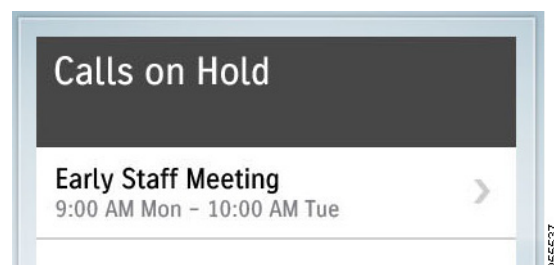 Calls on Hold
Early Staff Meeting
9:00 AM Mon – 10:00 AM Tue